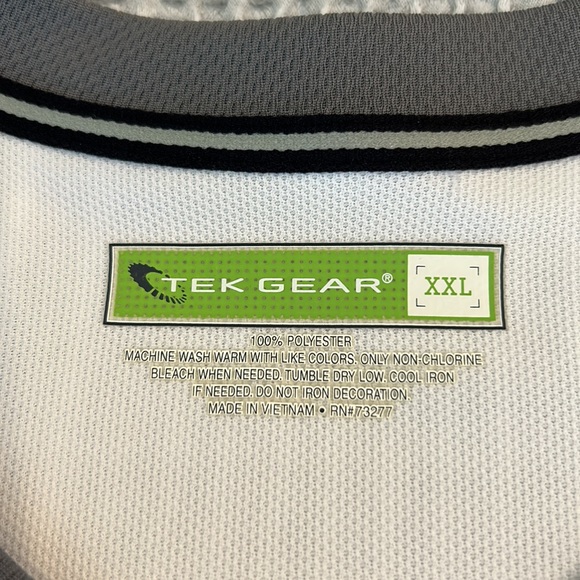 TEK GEAR® XXL
100% POLYESTER
MACHINE WASH WARM WITH LIKE COLORS. ONLY NON-CHLORINE
BLEACH WHEN NEEDED. TUMBLE DRY LOW. COOL IRON
IF NEEDED. DO NOT IRON DECORATION.
MADE IN VIETNAM • RN#73277